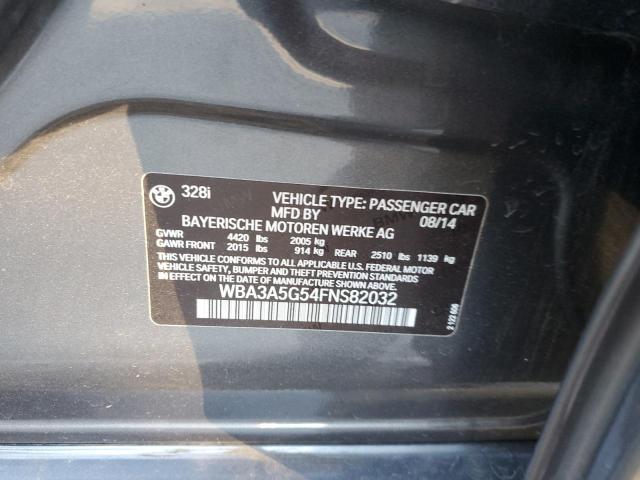 328i
VEHICLE TYPE: PASSENGER CAR
MFD BY 08/14
BAYERISCHE MOTOREN WERKE AG
GVWR 4420 lbs 2005 kg
GAWR FRONT 2015 lbs 914 kg REAR 2510 lbs 1139 kg
THIS VEHICLE CONFORMS TO ALL APPLICABLE U.S. FEDERAL MOTOR
VEHICLE SAFETY, BUMPER AND THEFT PREVENTION STANDARDS
IN EFFECT ON THE DATE OF MANUFACTURE SHOWN ABOVE.
WBA3A5G54FNS82032